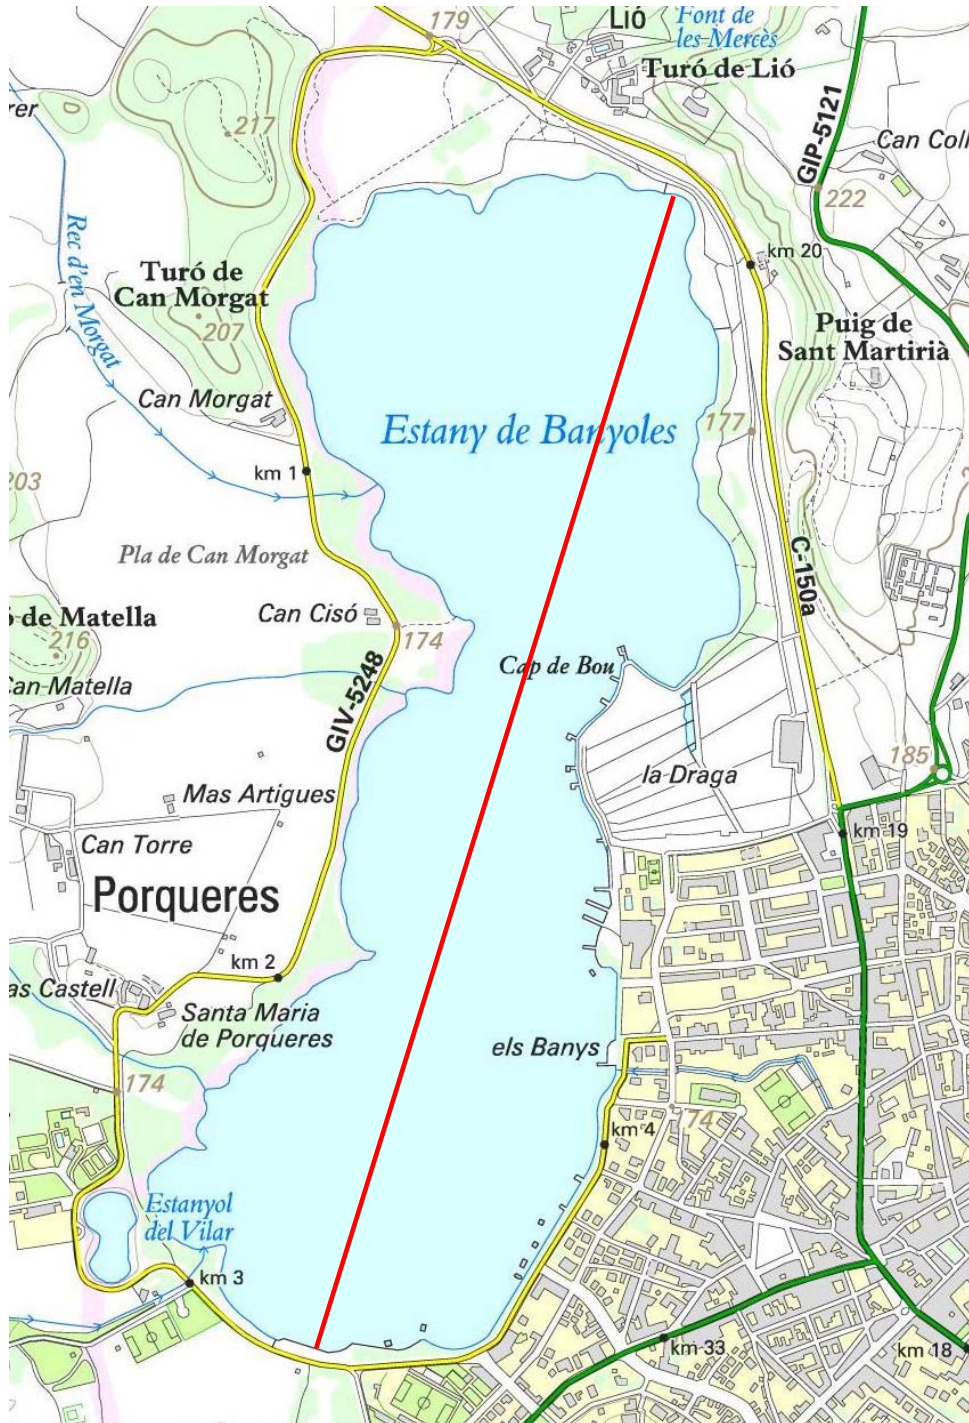 179
Lió
Font de
les Mercès
Turó de Lió
rer
217
GIP-5121
Can Coll
222
Rec d'en Morgat
km 20
Turó de
Can Morgat
207
Puig de
Sant Martirià
Can Morgat
Estany de Banyoles
177
km 1
203
Pla de Can Morgat
C-150a
Can Cisó
ó de Matella
216
174
Cap de Bou
Can Matella
GIV-5248
185
la Draga
Mas Artigues
km 19
Can Torre
Porqueres
km 2
as Castell
Santa Maria
de Porqueres
els Banys
174
174
km 4
Estanyol
del Vilar
km 3
km 33
km 18